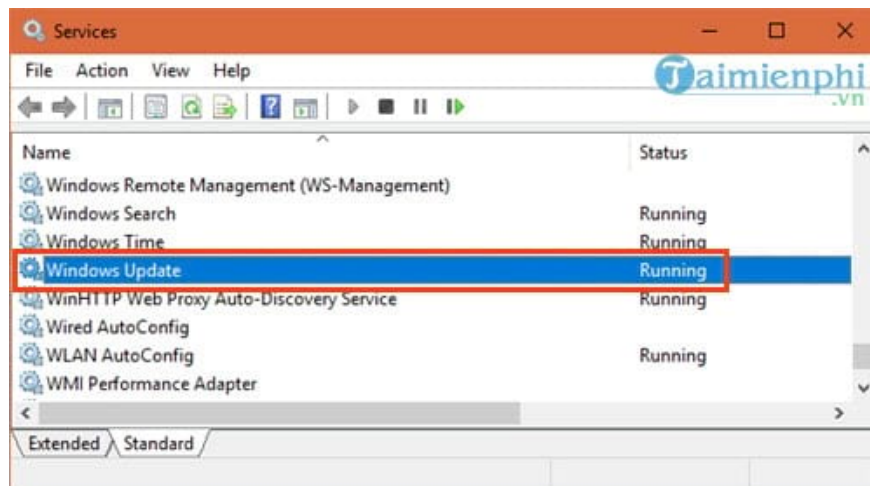 Services
File Action View Help
Taimienphi
.vn
Name Status
Windows Remote Management (WS-Management)
Windows Search Running
Windows Time Running
Windows Update Running
WinHTTP Web Proxy Auto-Discovery Service Running
Wired AutoConfig
WLAN AutoConfig Running
WMI Performance Adapter
Extended Standard